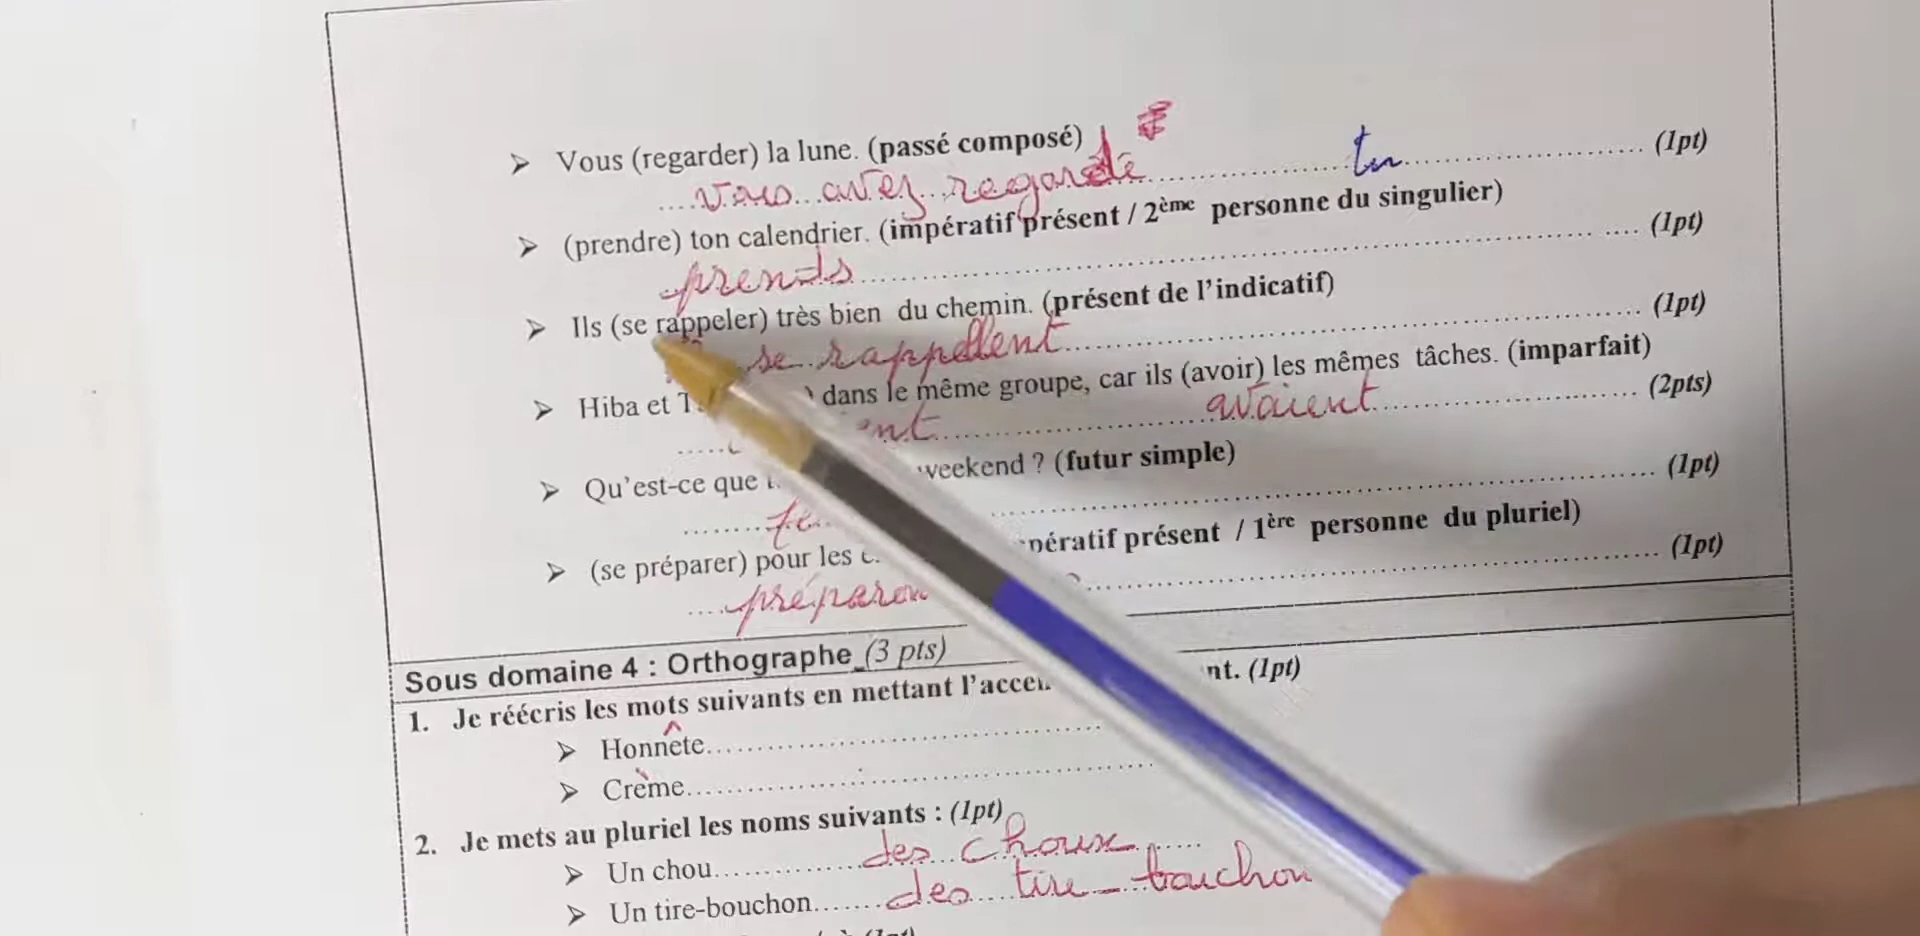 Vous (regarder) la lune. (passé composé)
vous avez regardé tu (1pt)
(prendre) ton calendrier. (impératif présent / 2ème personne du singulier)
prends (1pt)
Ils (se rappeler) très bien du chemin. (présent de l'indicatif)
se rappellent (1pt)
Hiba et dans le même groupe, car ils (avoir) les mêmes tâches. (imparfait)
avaient (2pts)
Qu'est-ce que weekend ? (futur simple)
(1pt)
(se préparer) pour les présent / 1ère personne du pluriel)
(1pt)
Sous domaine 4 : Orthographe (3 pts)
1. Je réécris les mots suivants en mettant (1pt)
Honnête
Crème
2. Je mets au pluriel les noms suivants : (1pt)
Un chou des choux
Un tire-bouchon des tire-bouchon